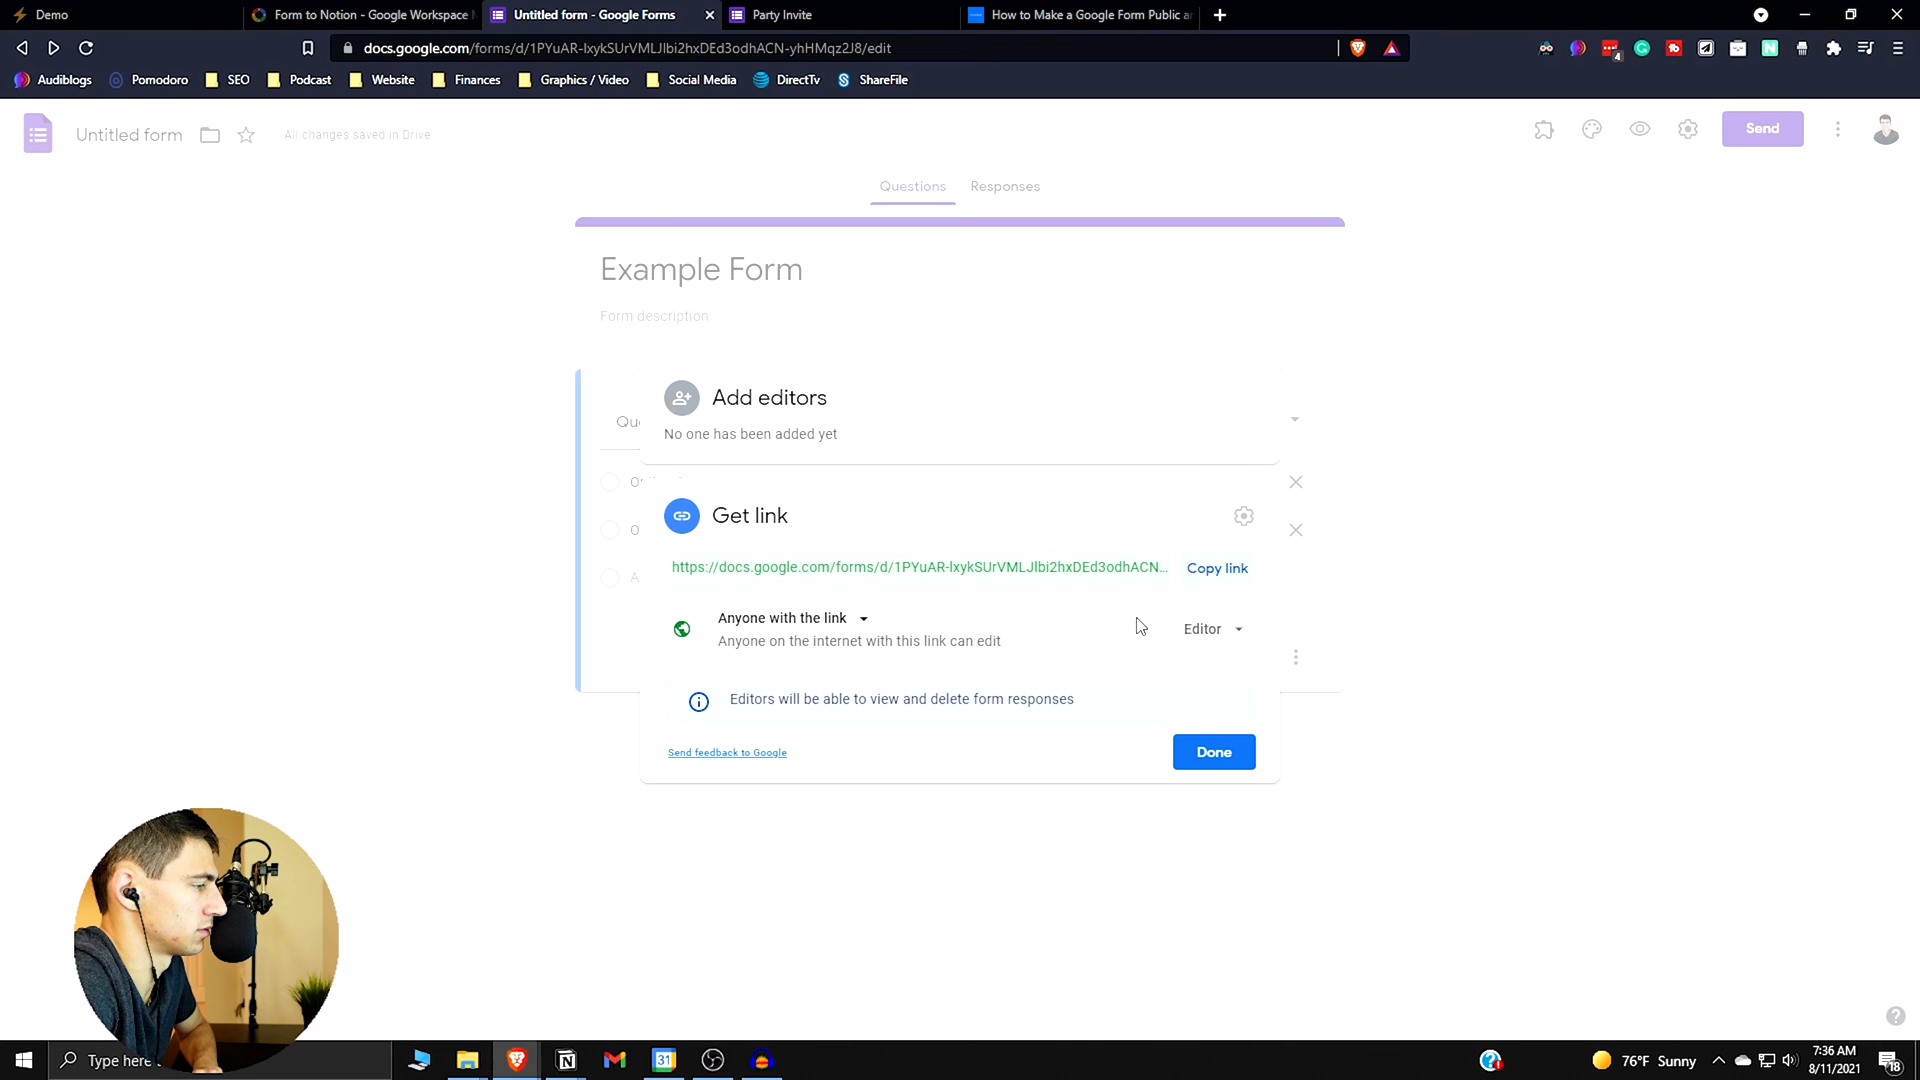 Demo
Form to Notion - Google Workspace
Untitled form - Google Forms
Party Invite
How to Make a Google Form Public
docs.google.com/forms/d/1PYuAR-lxykSUrVMLJlbi2hxDEd3odhACN-yhHMqz2J8/edit
4
Audiblogs
Pomodoro
SEO
Podcast
Website
Finances
Graphics / Video
Social Media
DirectTv
ShareFile
Untitled form
All changes saved in Drive
Send
Questions
Responses
Example Form
Form description
Add editors
No one has been added yet
Get link
https://docs.google.com/forms/d/1PYuAR-lxykSUrVMLJlbi2hxDEd3odhACN...
Copy link
Anyone with the link
Anyone on the internet with this link can edit
Editor
Editors will be able to view and delete form responses
Send feedback to Google
Done
Type here
31
76°F Sunny
7:36 AM
8/11/2021
18